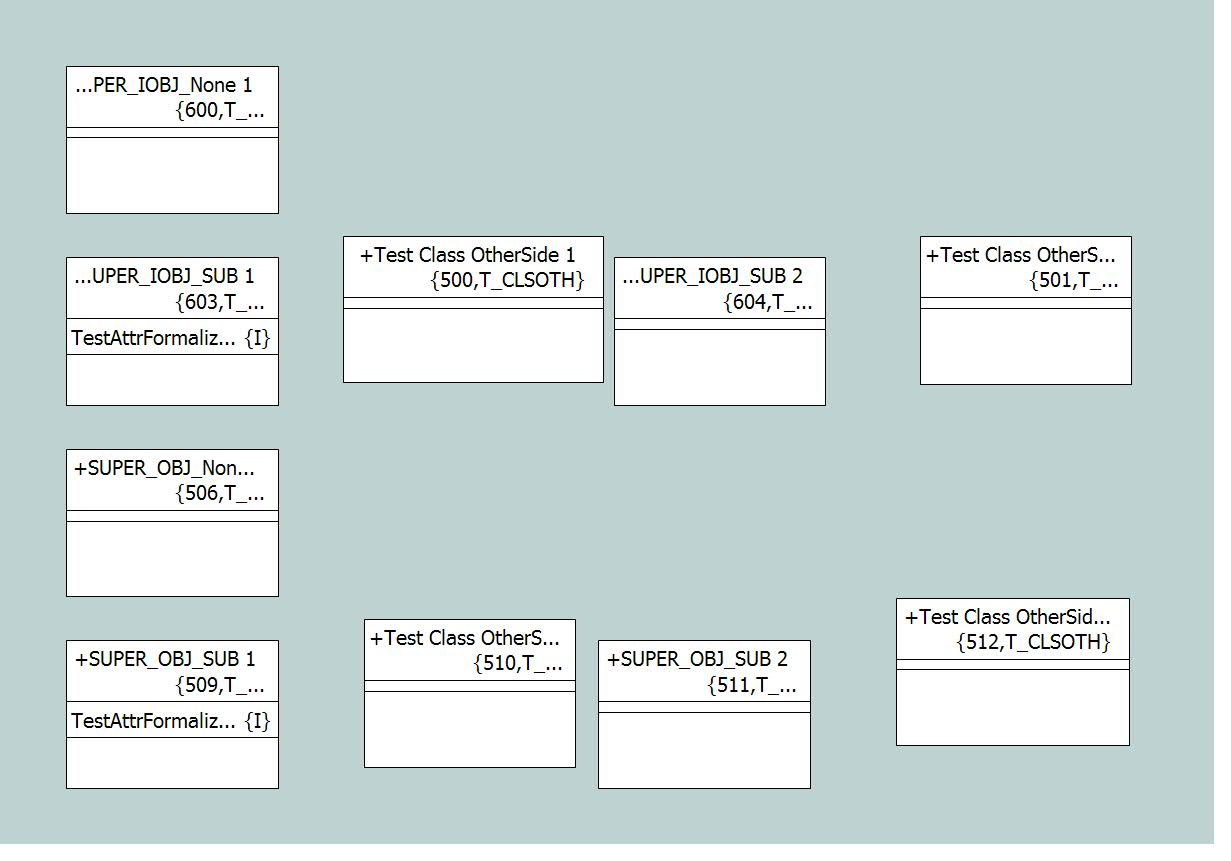 ...PER_IOBJ_None 1
{600,T_...
...UPER_IOBJ_SUB 1
{603,T_...
TestAttrFormaliz... {I}
+Test Class OtherSide 1
{500,T_CLSOTH}
...UPER_IOBJ_SUB 2
{604,T_...
+Test Class OtherS...
{501,T_...
+SUPER_OBJ_Non...
{506,T_...
+SUPER_OBJ_SUB 1
{509,T_...
TestAttrFormaliz... {I}
+Test Class OtherS...
{510,T_...
+SUPER_OBJ_SUB 2
{511,T_...
+Test Class OtherSid...
{512,T_CLSOTH}